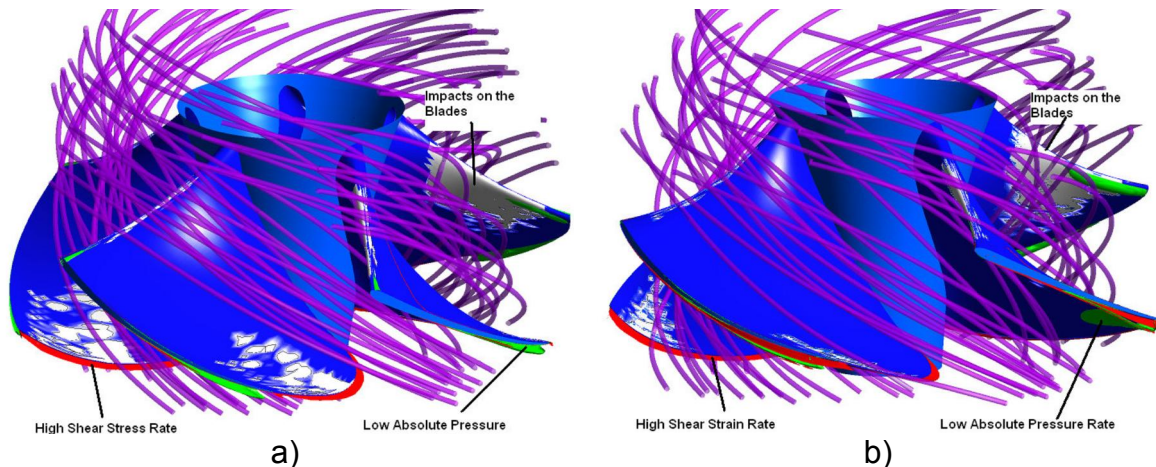 Impacts on the
Blades
High Shear Stress Rate
Low Absolute Pressure
a)
Impacts on the
Blades
High Shear Strain Rate
Low Absolute Pressure Rate
b)